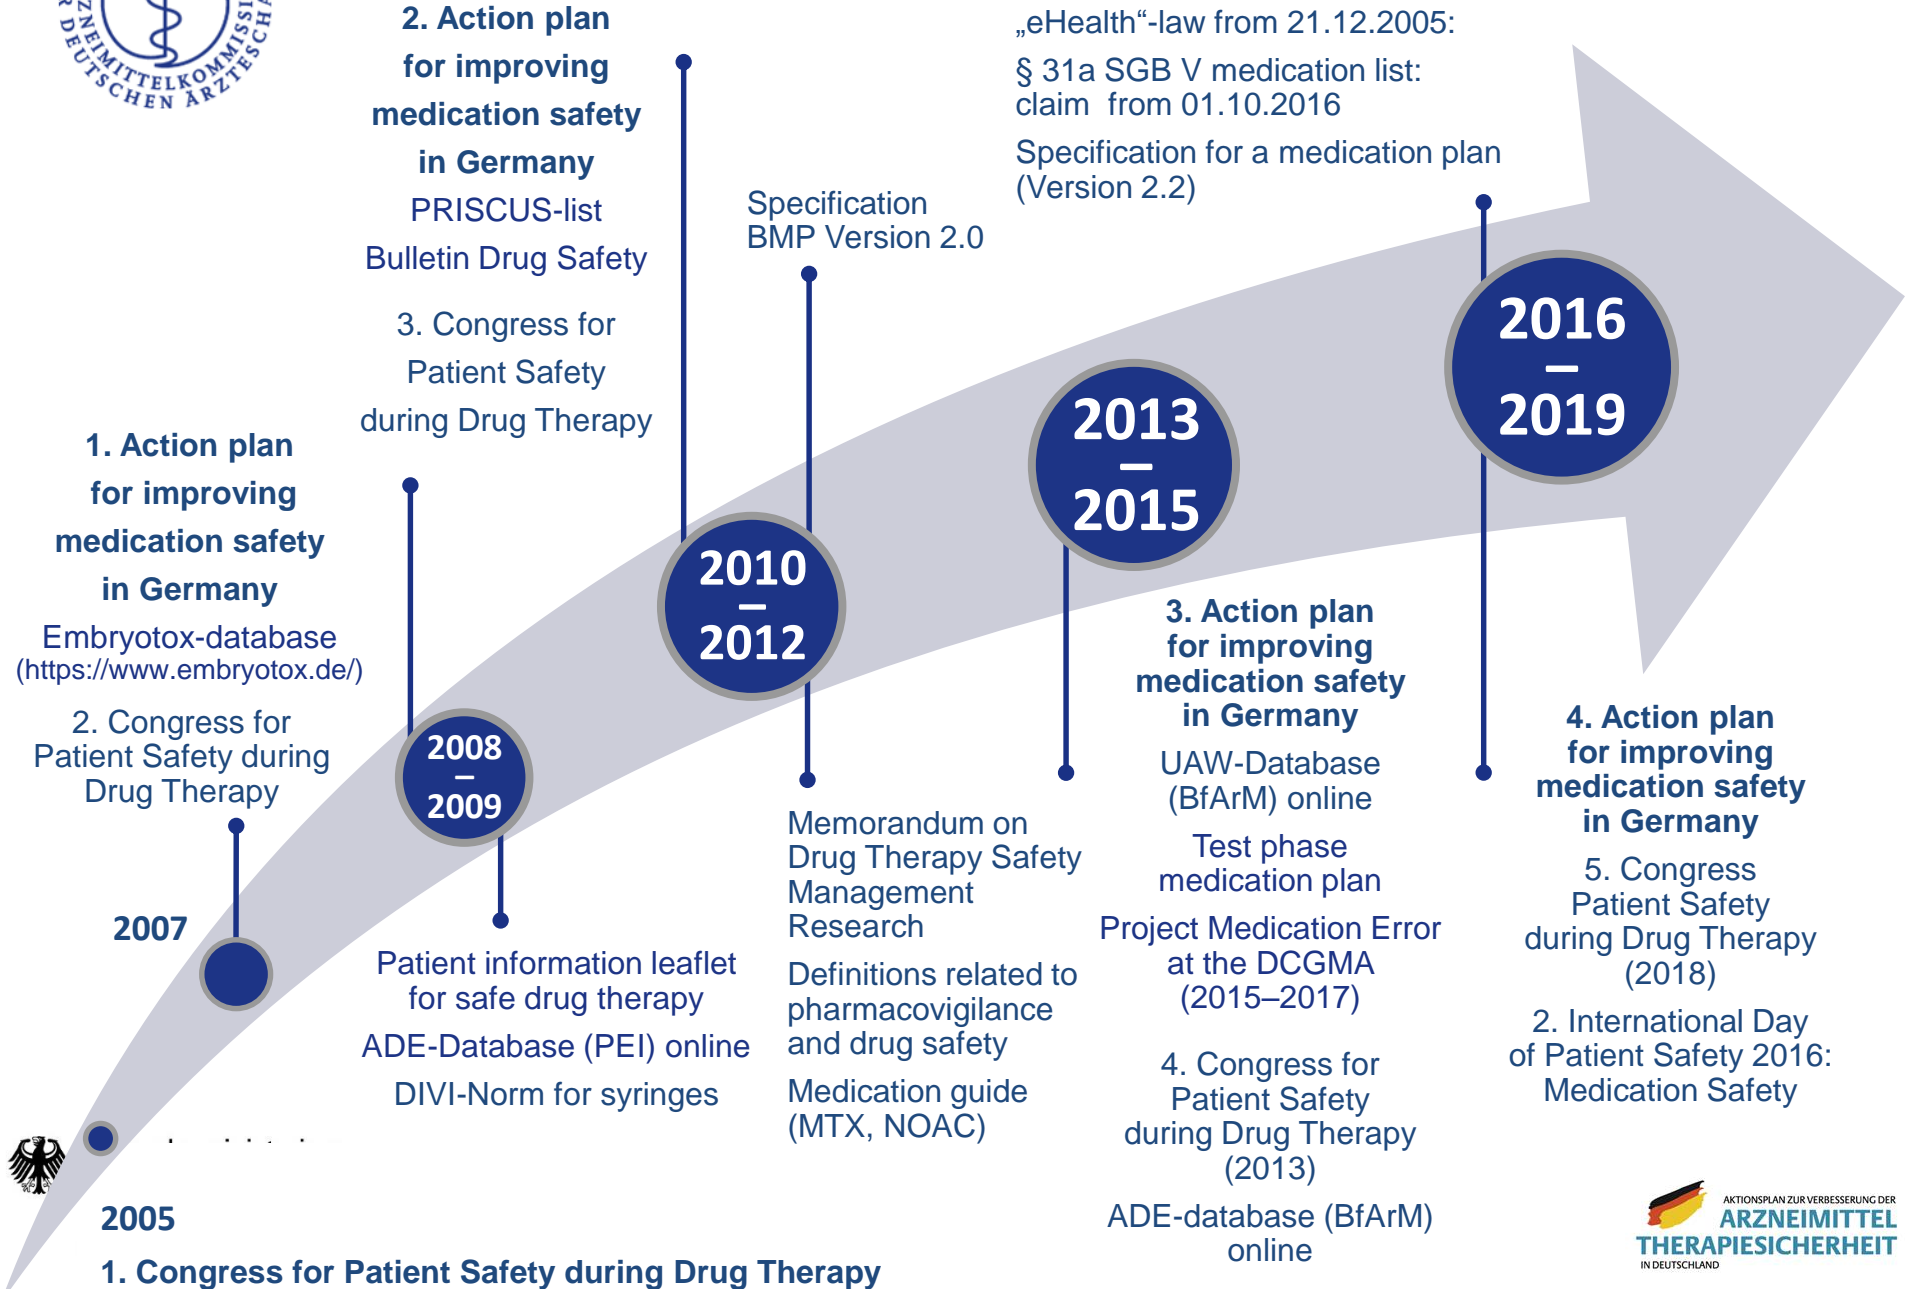 ARZNEIMITTELKOMMISSI
DEUTSCHEN ÄRZTESCHA
2. Action plan
for improving
medication safety
in Germany
PRISCUS-list
Bulletin Drug Safety
3. Congress for
Patient Safety
during Drug Therapy
„eHealth“-law from 21.12.2005:
§ 31a SGB V medication list:
claim from 01.10.2016
Specification for a medication plan
(Version 2.2)
Specification
BMP Version 2.0
1. Action plan
for improving
medication safety
in Germany
Embryotox-database
(https://www.embryotox.de/)
2. Congress for
Patient Safety during
Drug Therapy
2016
–
2019
2013
–
2015
2010
–
2012
2008
–
2009
2007
Patient information leaflet
for safe drug therapy
ADE-Database (PEI) online
DIVI-Norm for syringes
Memorandum on
Drug Therapy Safety
Management
Research
Definitions related to
pharmacovigilance
and drug safety
Medication guide
(MTX, NOAC)
3. Action plan
for improving
medication safety
in Germany
UAW-Database
(BfArM) online
Test phase
medication plan
Project Medication Error
at the DCGMA
(2015–2017)
4. Congress for
Patient Safety
during Drug Therapy
(2013)
ADE-database (BfArM)
online
4. Action plan
for improving
medication safety
in Germany
5. Congress
Patient Safety
during Drug Therapy
(2018)
2. International Day
of Patient Safety 2016:
Medication Safety
2005
1. Congress for Patient Safety during Drug Therapy
AKTIONSPLAN ZUR VERBESSERUNG DER
ARZNEIMITTEL
THERAPIESICHERHEIT
IN DEUTSCHLAND